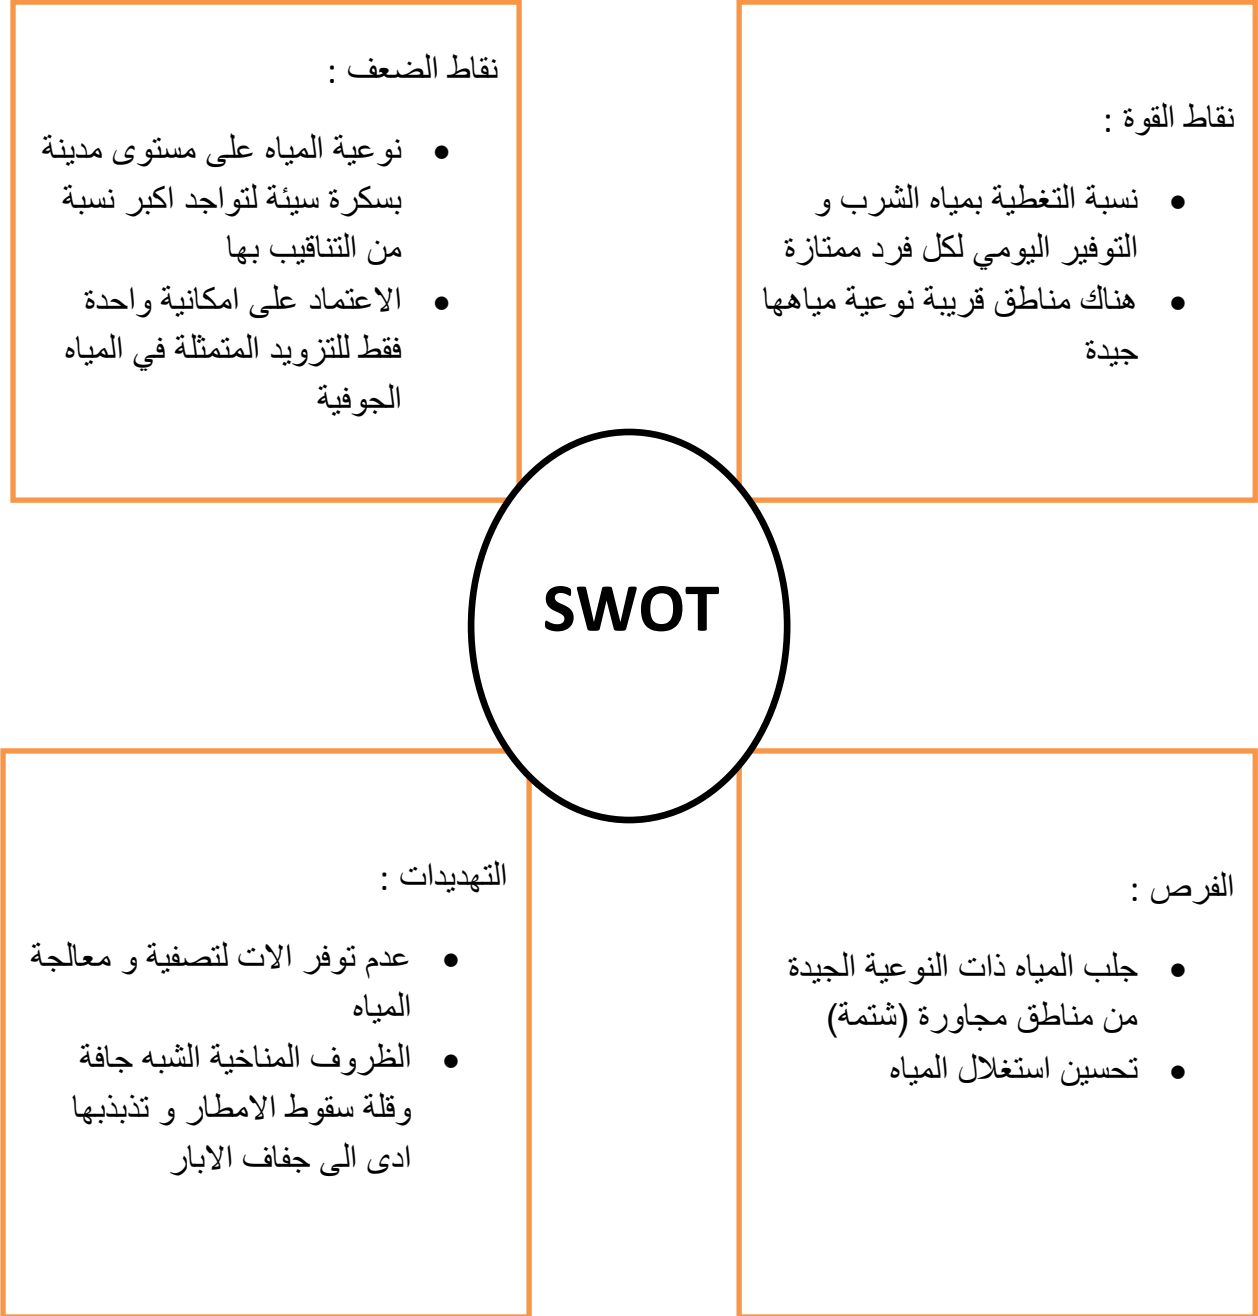 نقاط القوة :
نسبة التغطية بمياه الشرب و
التوفير اليومي لكل فرد ممتازة
هناك مناطق قريبة نوعية مياهها
جيدة
نقاط الضعف :
نوعية المياه على مستوى مدينة
بسكرة سيئة لتواجد اكبر نسبة
من التناقيب بها
الاعتماد على امكانية واحدة
فقط للتزويد المتمثلة في المياه
الجوفية
SWOT
الفرص :
جلب المياه ذات النوعية الجيدة
من مناطق مجاورة (شتمة)
تحسين استغلال المياه
التهديدات :
عدم توفر الات لتصفية و معالجة
المياه
الظروف المناخية الشبه جافة
وقلة سقوط الامطار و تذبذبها
ادى الى جفاف الابار